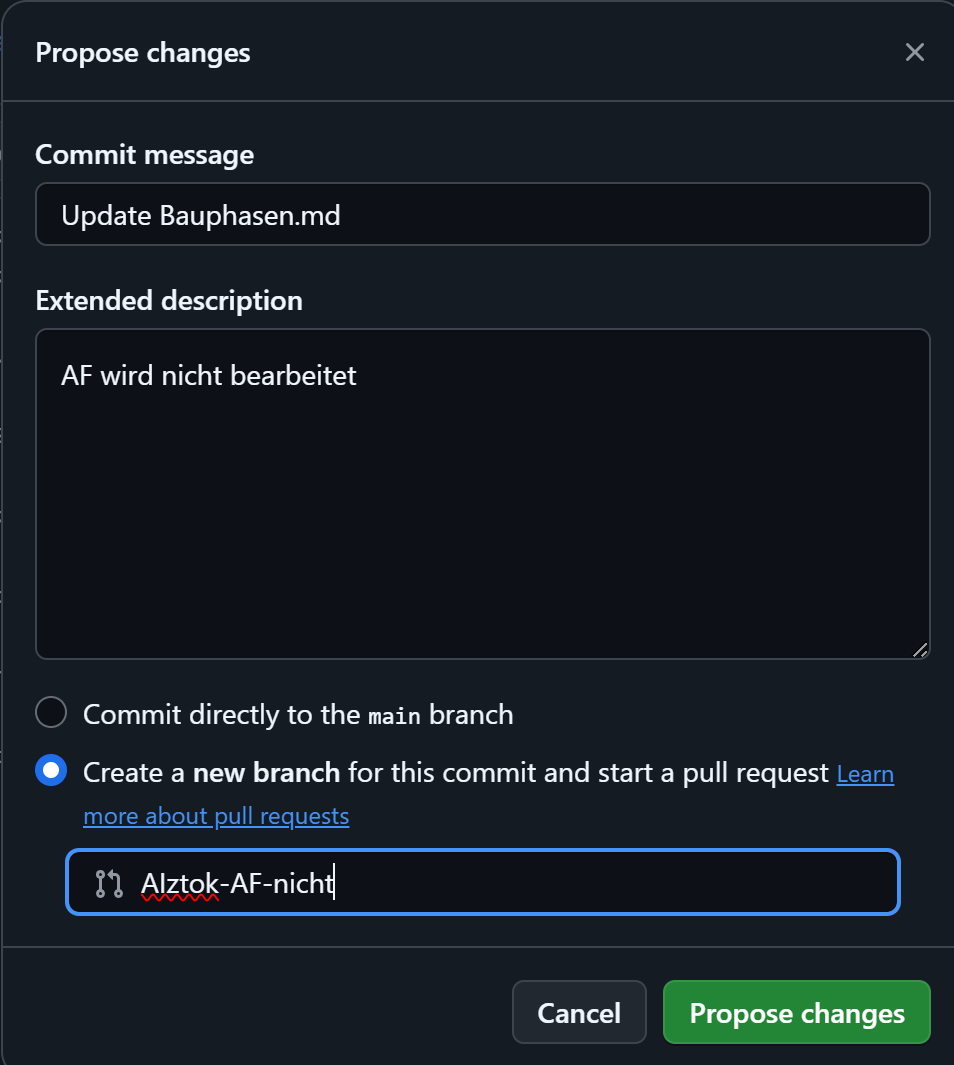 Propose changes
Commit message
Update Bauphasen.md
Extended description
AF wird nicht bearbeitet
Commit directly to the main branch
Create a new branch for this commit and start a pull request Learn
more about pull requests
AIztok-AF-nicht
Cancel
Propose changes